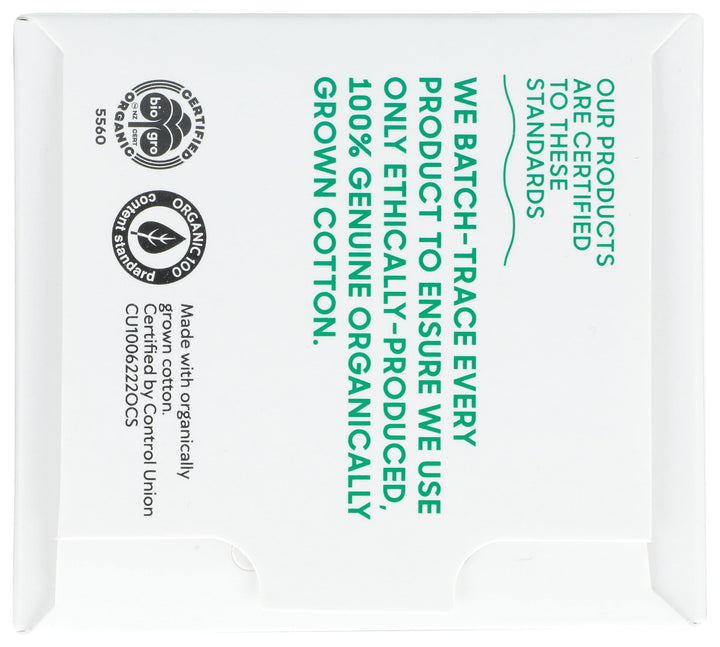 OUR PRODUCTS
ARE CERTIFIED
TO THESE
STANDARDS
WE BATCH-TRACE EVERY
PRODUCT TO ENSURE WE USE
ONLY ETHICALLY-PRODUCED,
100% GENUINE ORGANICALLY
GROWN COTTON.
CERTIFIED
bio gro
NZ
CERT
ORGANIC
5560
ORGANIC 100
content standard
Made with organically
grown cotton.
Certified by Control Union
CU1006222OCS